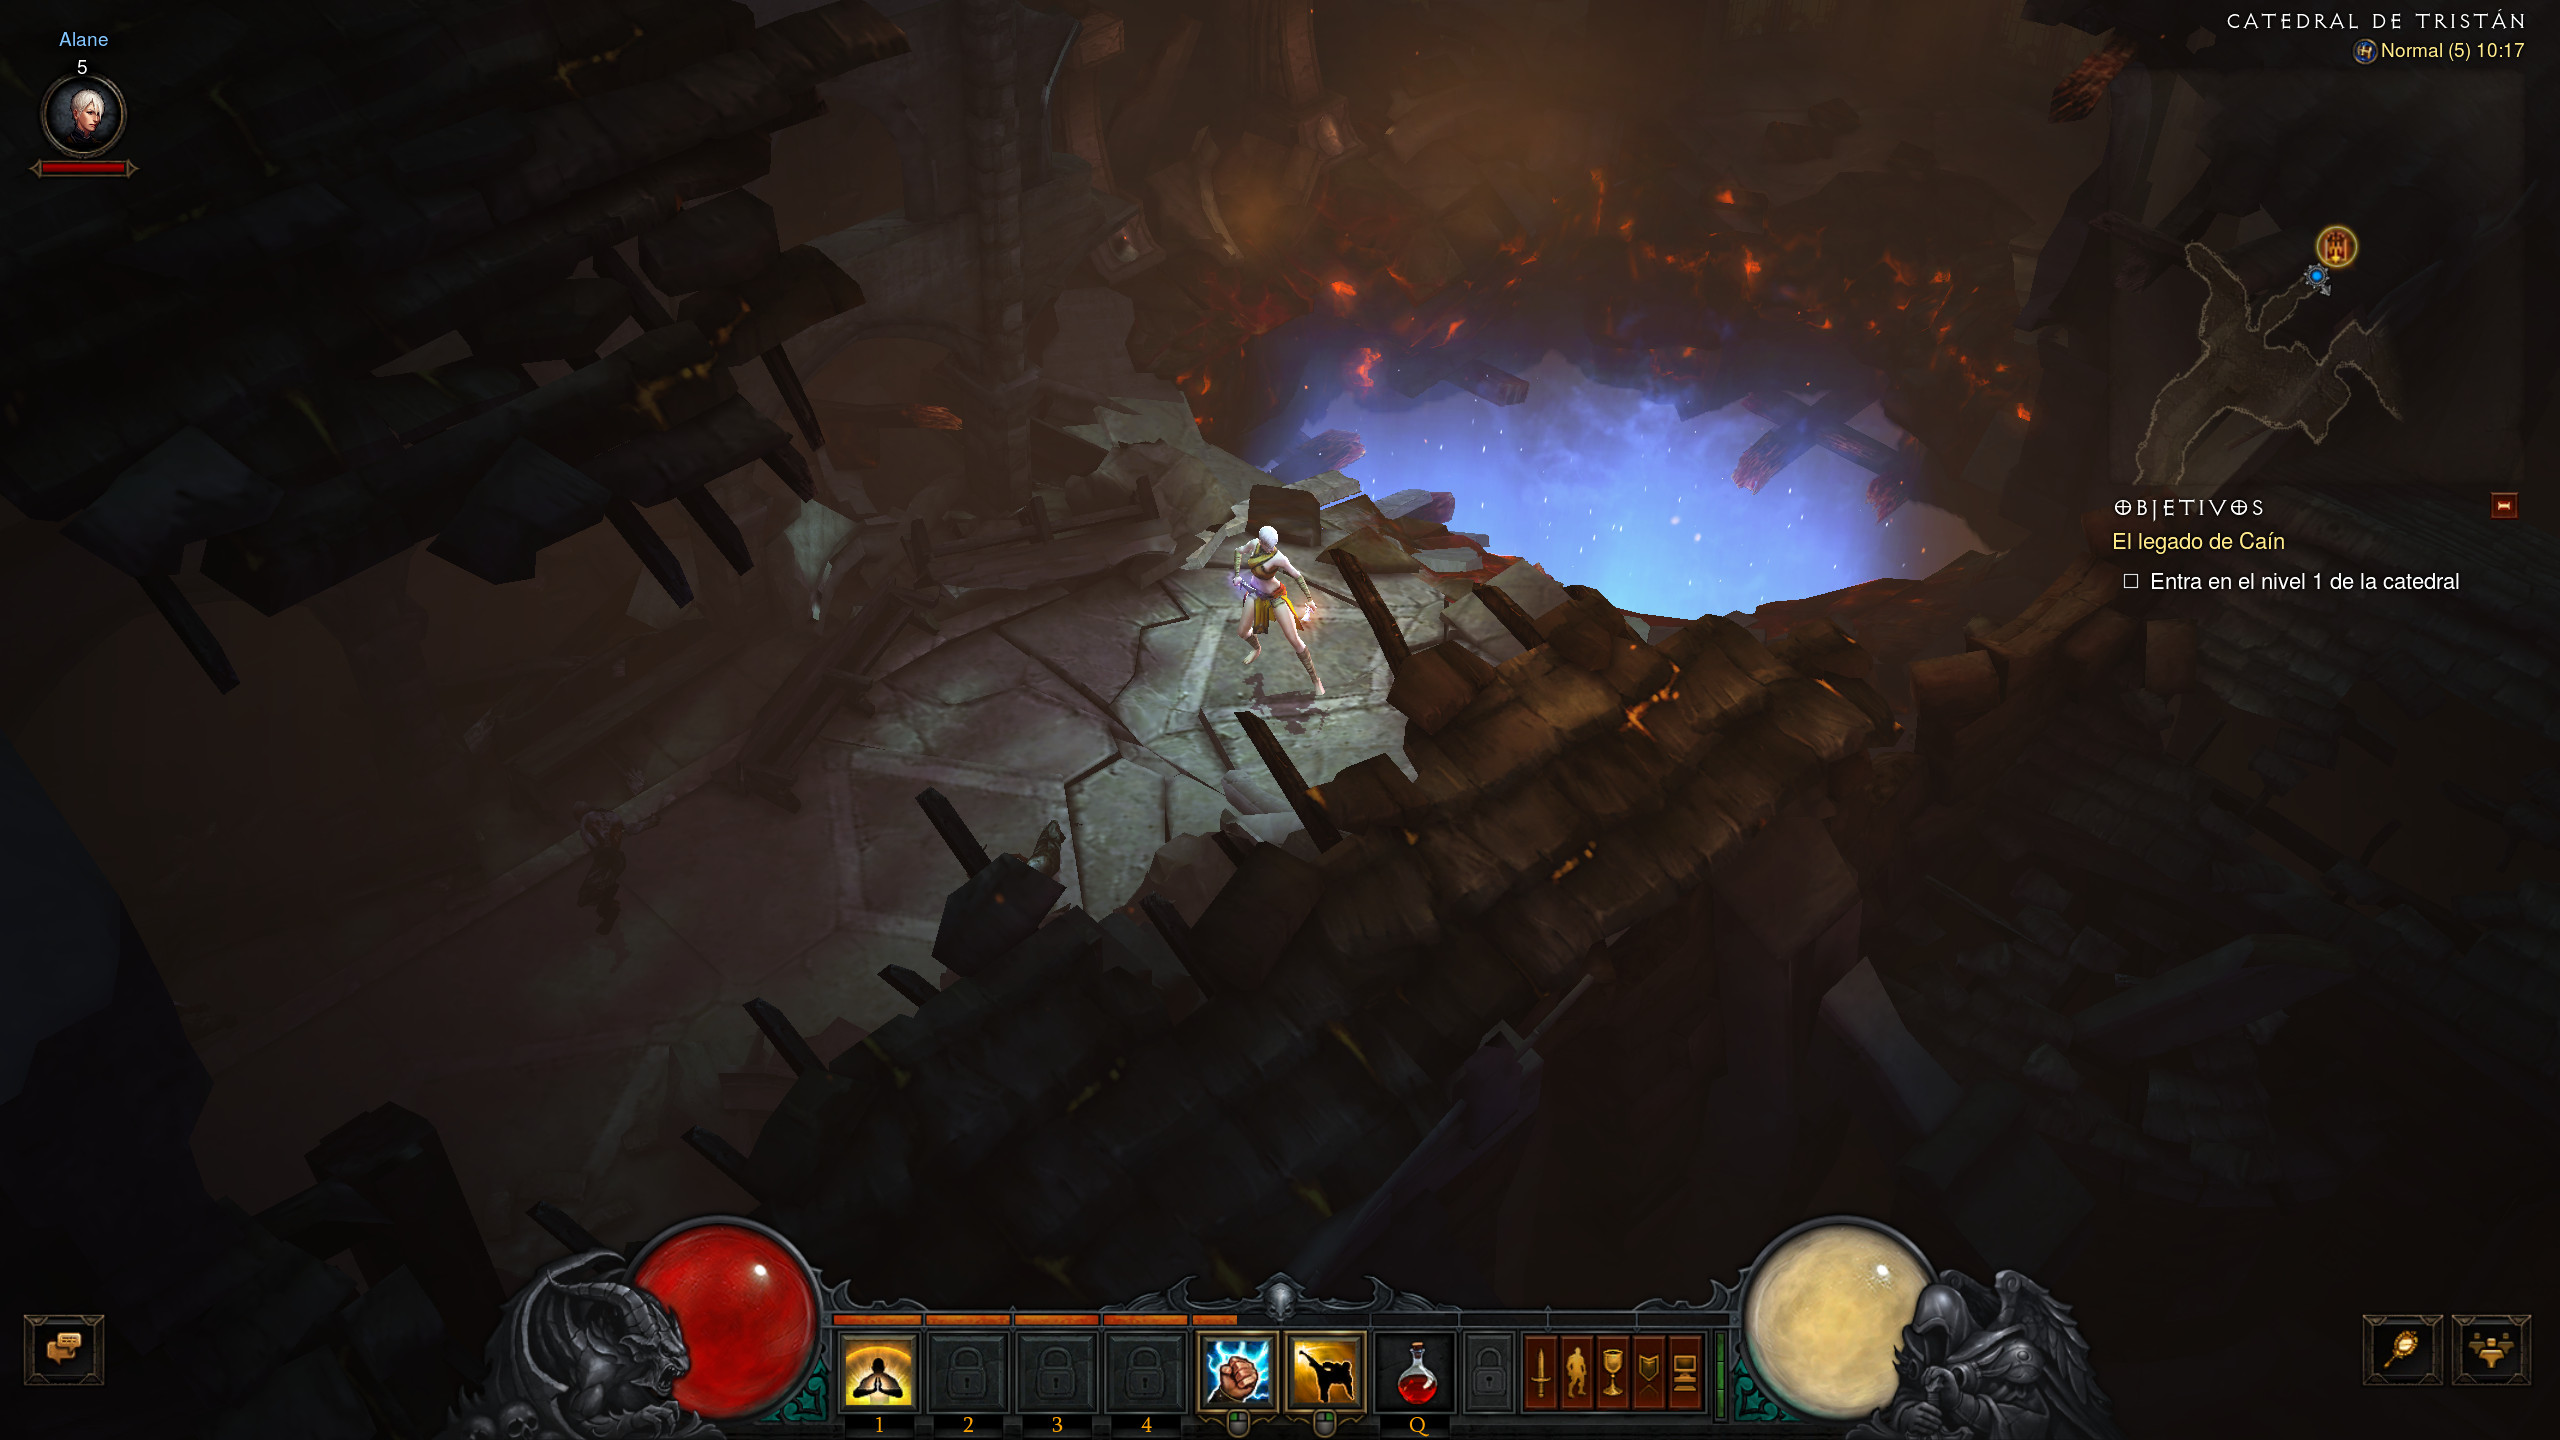 Alane
5
CATEDRAL DE TRISTÁN
Normal (5) 10:17
OBJETIVOS
El legado de Caín
Entra en el nivel 1 de la catedral
1
2
3
4
Q